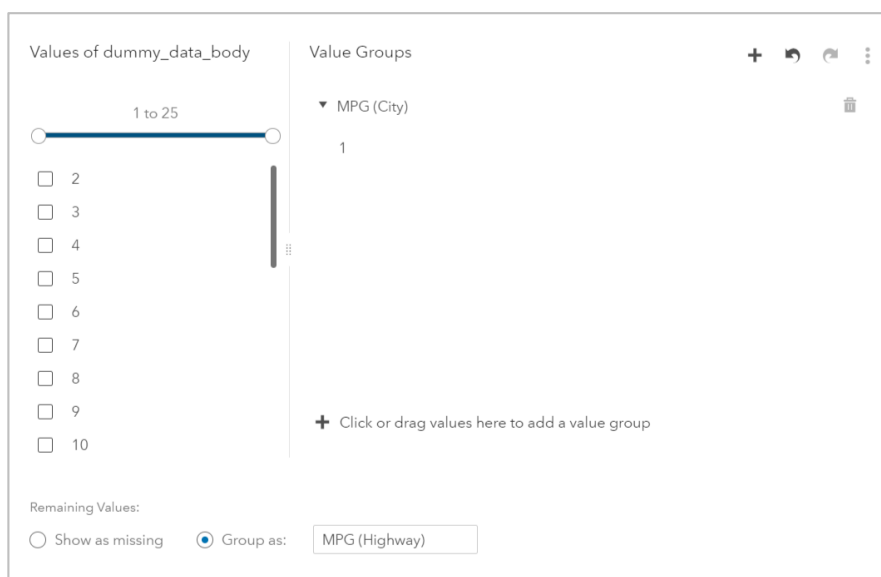 Values of dummy_data_body
1 to 25
2
3
4
5
6
7
8
9
10
Value Groups
MPG (City)
1
Click or drag values here to add a value group
Remaining Values:
Show as missing Group as: MPG (Highway)